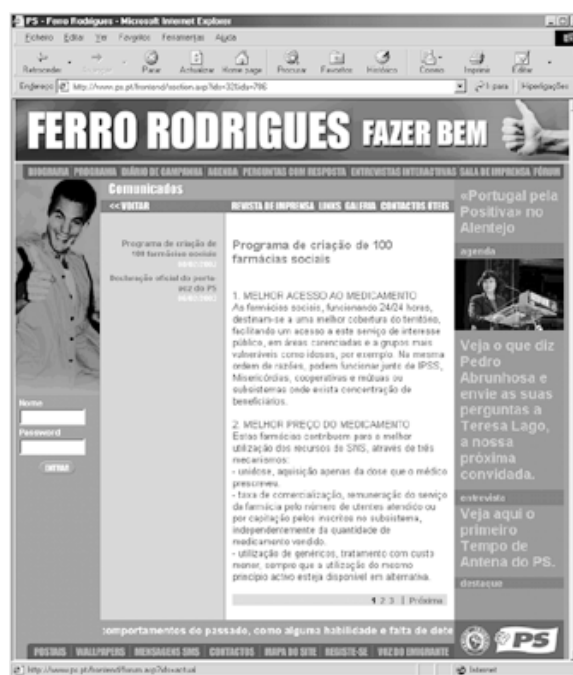 PS - Ferro Rodrigues - Microsoft Internet Explorer
Ficheiro Editar Ver Favoritos Ferramentas Ajuda
Retroceder Parar Actualizar Home page Procurar Favoritos Histórico Correio Imprimir Editar
Endereço Ir para Hiperligações
FERRO RODRIGUES FAZER BEM
BIOGRAFIA PROGRAMA DIÁRIO DE CAMPANHA AGENDA PERGUNTAS COM RESPOSTA ENTREVISTAS INTERACTIVAS SALA DE IMPRENSA FÓRUM
Comunicados
<< VOLTAR REVISTA DE IMPRENSA LINKS GALERIA CONTACTOS ÚTEIS
Programa de criação de
100 farmácias sociais
Declaração oficial do porta-
voz do PS
Programa de criação de 100
farmácias sociais
1. MELHOR ACESSO AO MEDICAMENTO
As farmácias sociais, funcionando 24/24 horas,
destinam-se a uma melhor cobertura do território,
facilitando um acesso a este serviço de interesse
público, em áreas carenciadas e a grupos mais
vulneráveis como idosos, por exemplo. Na mesma
ordem de razões, podem funcionar junto de IPSS,
Misericórdias, cooperativas e mútuas ou
subsistemas onde exista concentração de
beneficiários.
2. MELHOR PREÇO DO MEDICAMENTO
Estas farmácias contribuem para a melhor
utilização dos recursos do SNS, através de três
mecanismos:
- unidose, aquisição apenas da dose que o médico
prescreveu.
- taxa de comercialização, remuneração do serviço
da farmácia pelo número de utentes atendido ou
por capitação pelos inscritos no subsistema,
independentemente da quantidade de
medicamento vendido.
- utilização de genéricos, tratamento com custo
menor, sempre que a utilização do mesmo
princípio activo esteja disponível em alternativa.
1 2 3 | Próxima
Nome
Password
ENTRAR
«Portugal pela
Positiva» no
Alentejo
agenda
Veja o que diz
Pedro
Abrunhosa e
envie as suas
perguntas a
Teresa Lago,
a nossa
próxima
convidada.
entrevista
Veja aqui o
primeiro
Tempo de
Antena do PS.
destaque
comportamentos do passado, como alguma habilidade e falta de dete
PS
POSTAIS WALLPAPERS MENSAGENS SMS CONTACTOS MAPA DO SITE REGISTE-SE VOZ DO EMIGRANTE
Internet